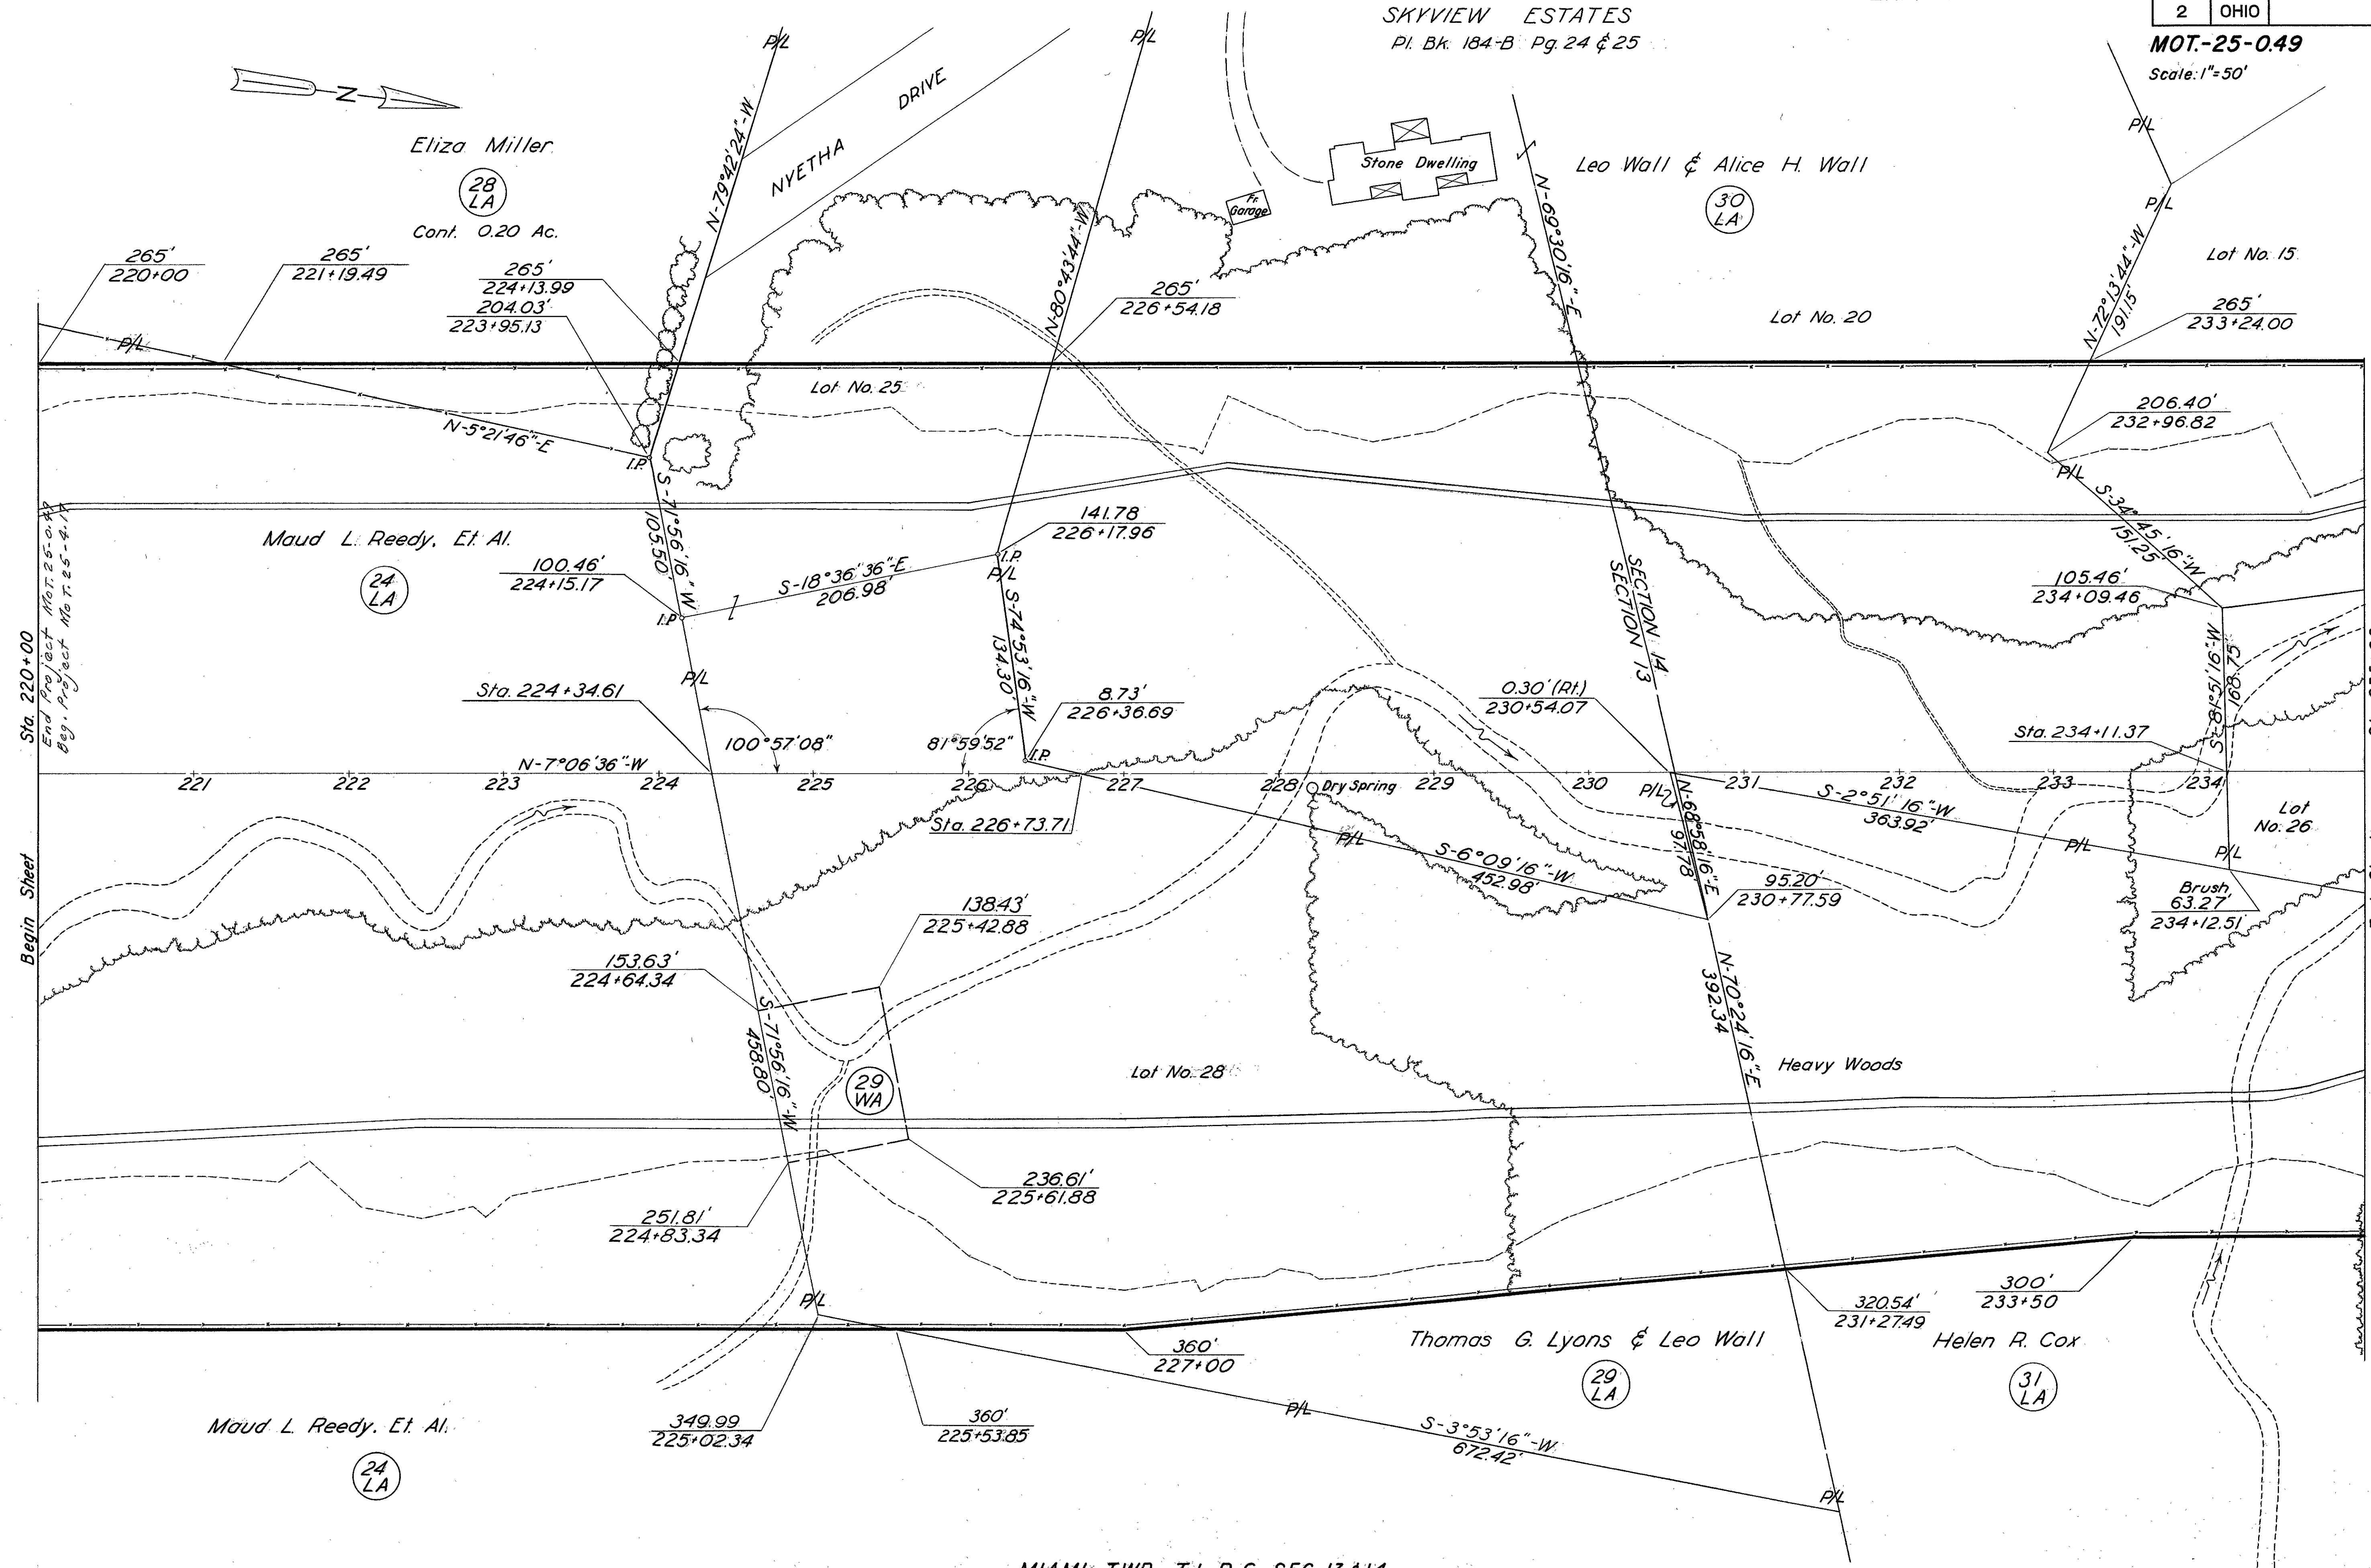 SKYVIEW ESTATES
Pl. Bk. 184-B Pg. 24 & 25
2 OHIO
MOT.-25-0.49
Scale: 1"=50'
P/L
P/L
N
NYETHA DRIVE
N-79°42'24"-W
Eliza Miller
28
LA
Cont. 0.20 Ac.
Stone Dwelling
Fr.
Garage
Leo Wall & Alice H. Wall
30
LA
P/L
P/L
N-80°43'44"-W
N-69°30'16"-E
N-72°13'44"-W
191.15'
Lot No. 15
Lot No. 20
265'
220+00
265'
221+19.49
265'
224+13.99
204.03'
223+95.13
265'
226+54.18
265'
233+24.00
P/L
Lot No. 25
N-5°21'46"-E
I.P.
206.40'
232+96.82
P/L
S-34°45'16"-W
151.25'
Maud L. Reedy, Et Al.
24
LA
S-71°56'16"-W
105.50'
100.46'
224+15.17
I.P.
S-18°36'36"-E
206.98'
141.78
226+17.96
I.P.
P/L
S-74°53'16"-W
134.30'
SECTION 14
SECTION 13
105.46'
234+09.46
S-81°51'16"-W
168.75'
Sta. 220+00
End Project MOT. 25-0.49
Beg. Project MOT. 25-4.17
Begin Sheet
P/L
Sta. 224+34.61
100°57'08"
81°59'52"
8.73'
226+36.69
I.P.
0.30' (Rt.)
230+54.07
Sta. 234+11.37
N-7°06'36"-W
221 222 223 224 225 226 227 228 229 230 231 232 233 234
Dry Spring
Sta. 226+73.71
P/L
P/L
N-68°58'16"-E
97.78'
S-2°51'16"-W
363.92'
P/L
Lot
No. 26
P/L
S-6°09'16"-W
452.98'
95.20'
230+77.59
Brush
63.27'
234+12.51
138.43'
225+42.88
153.63'
224+64.34
N-70°24'16"-E
392.34
S-71°56'16"-W
458.80'
29
WA
Lot No. 28
Heavy Woods
236.61'
225+61.88
251.81'
224+83.34
P/L
360'
227+00
320.54'
231+27.49
300'
233+50
Thomas G. Lyons & Leo Wall
29
LA
Helen R. Cox
31
LA
Maud L. Reedy, Et Al.
24
LA
349.99
225+02.34
360'
225+53.85
P/L
S-3°53'16"-W
672.42'
P/L